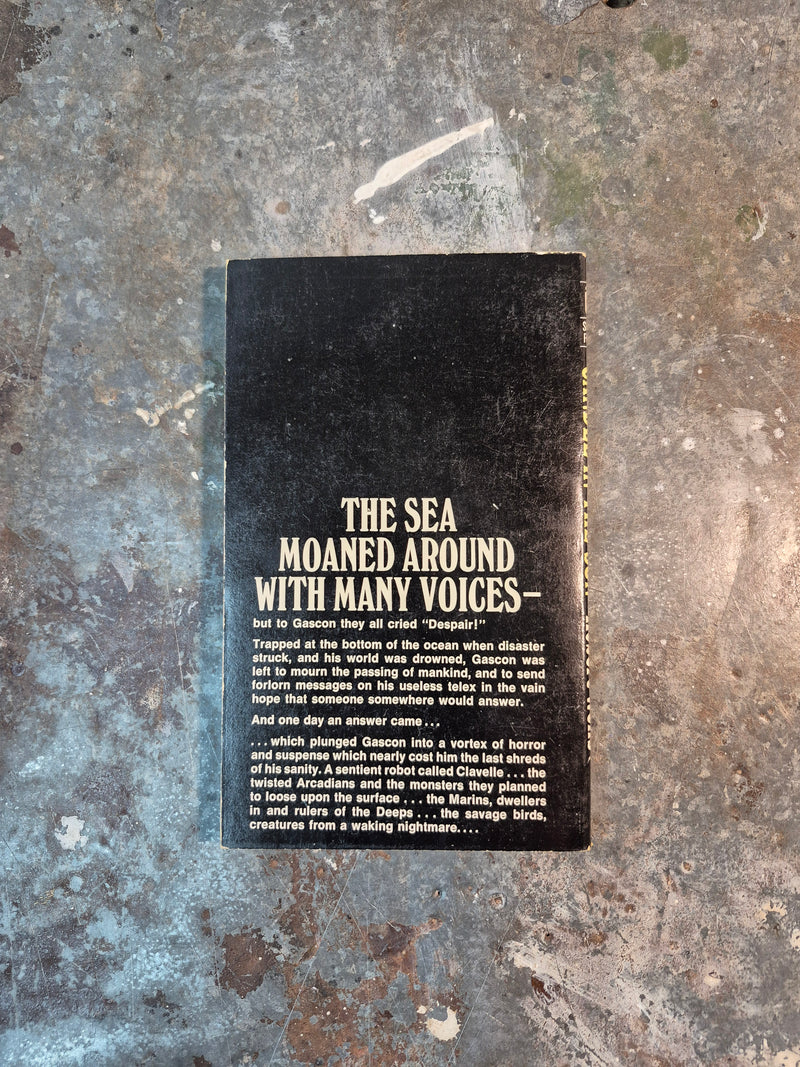 THE SEA
MOANED AROUND
WITH MANY VOICES–
but to Gascon they all cried "Despair!"
Trapped at the bottom of the ocean when disaster
struck, and his world was drowned, Gascon was
left to mourn the passing of mankind, and to send
forlorn messages on his useless telex in the vain
hope that someone somewhere would answer.
And one day an answer came...
...which plunged Gascon into a vortex of horror
and suspense which nearly cost him the last shreds
of his sanity. A sentient robot called Clavelle...the
twisted Arcadians and the monsters they planned
to loose upon the surface...the Marins, dwellers
in and rulers of the Deeps...the savage birds,
creatures from a waking nightmare....